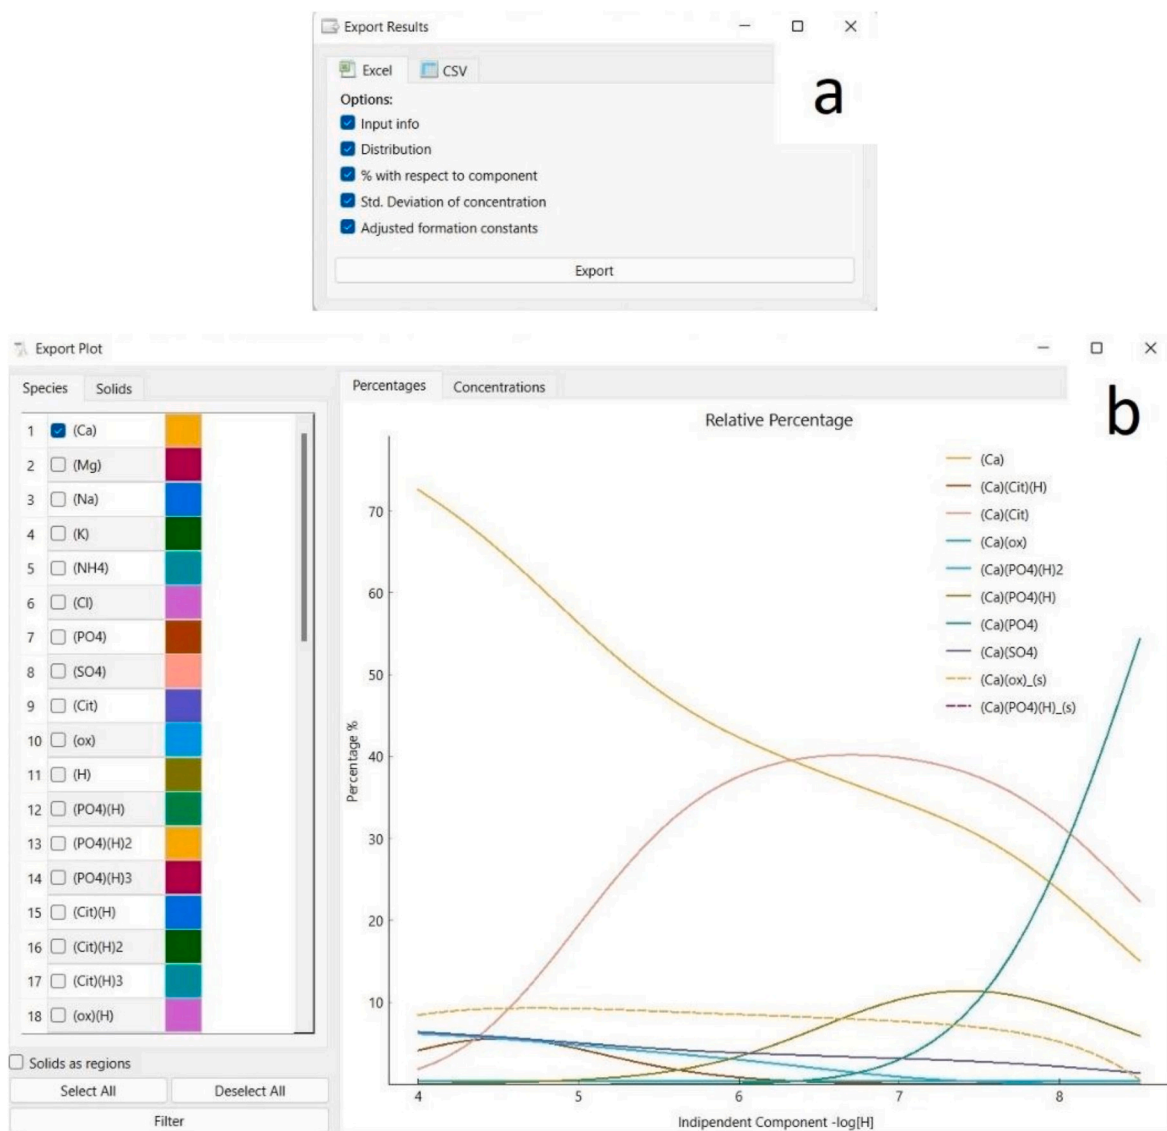 Export Results
Excel CSV
a
Options:
Input info
Distribution
% with respect to component
Std. Deviation of concentration
Adjusted formation constants
Export
Export Plot
Species Solids
1 (Ca)
2 (Mg)
3 (Na)
4 (K)
5 (NH4)
6 (Cl)
7 (PO4)
8 (SO4)
9 (Cit)
10 (ox)
11 (H)
12 (PO4)(H)
13 (PO4)(H)2
14 (PO4)(H)3
15 (Cit)(H)
16 (Cit)(H)2
17 (Cit)(H)3
18 (ox)(H)
Solids as regions
Select All Deselect All
Filter
Percentages Concentrations
b
Relative Percentage
(Ca)
(Ca)(Cit)(H)
(Ca)(Cit)
(Ca)(ox)
(Ca)(PO4)(H)2
(Ca)(PO4)(H)
(Ca)(PO4)
(Ca)(SO4)
(Ca)(ox)_(s)
(Ca)(PO4)(H)_(s)
Percentage %
70
60
50
40
30
20
10
4 5 6 7 8
Indipendent Component -log[H]